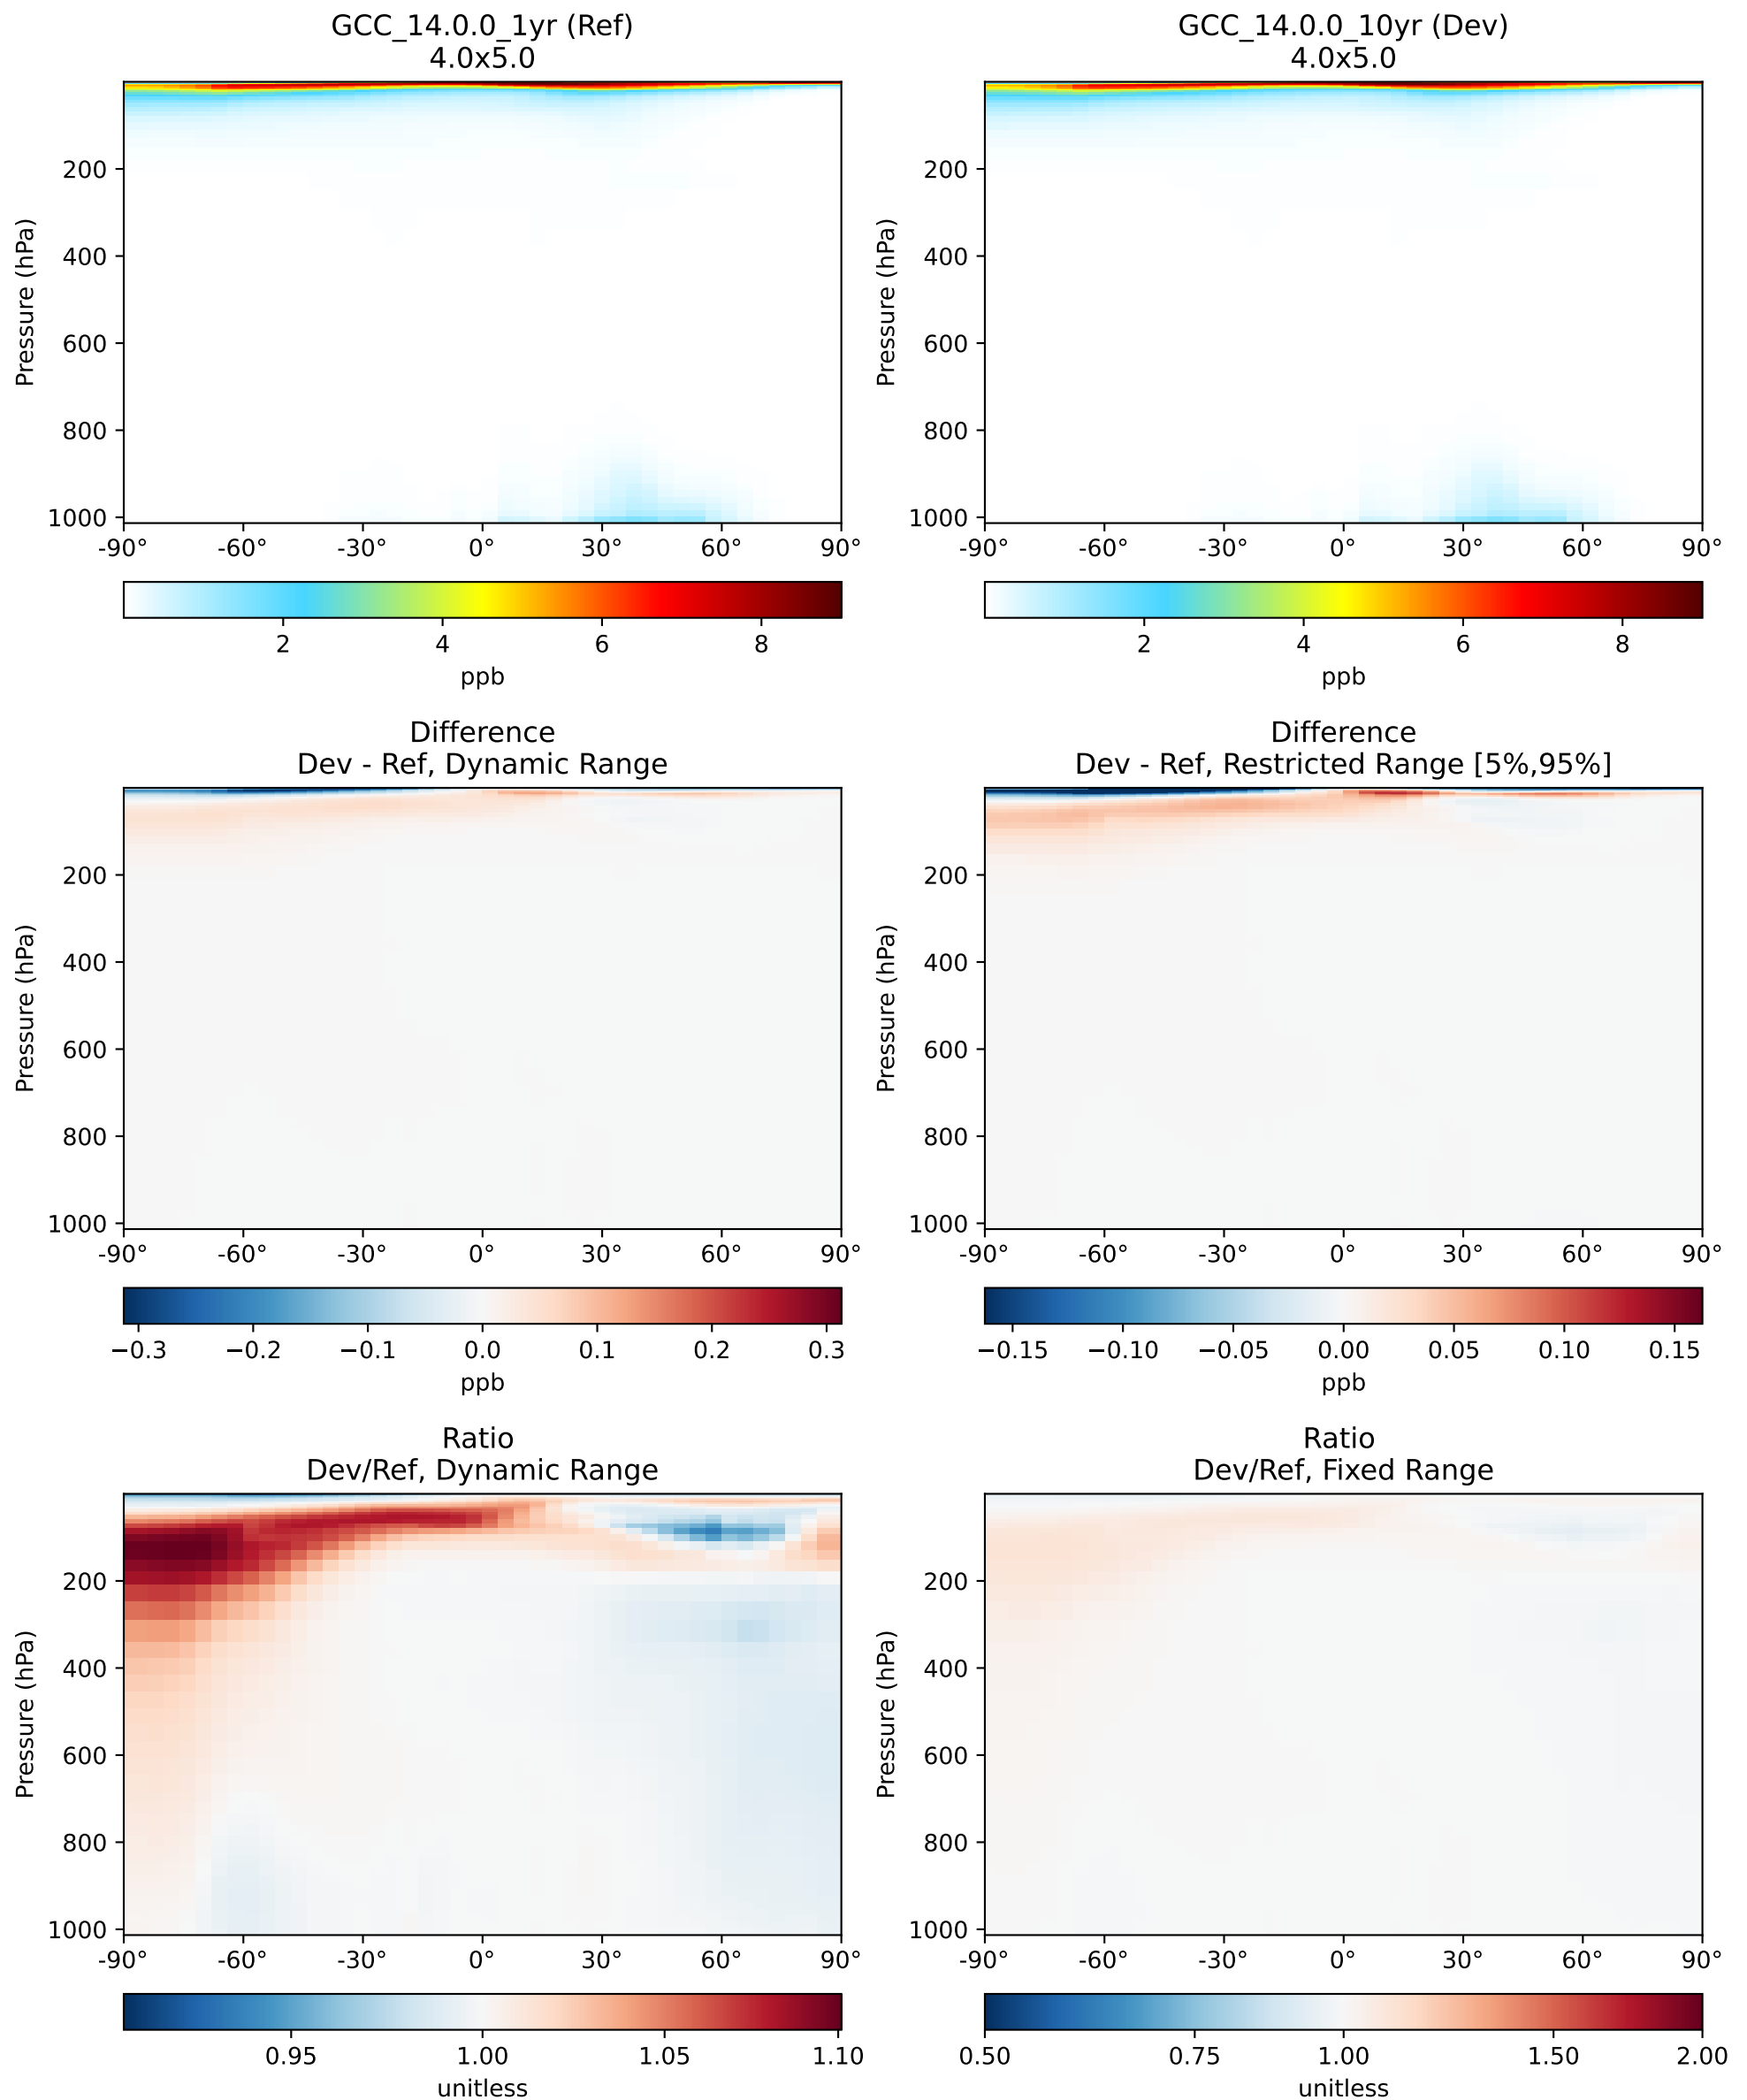 GCC_14.0.0_1yr (Ref)
4.0x5.0
Pressure (hPa)
200
400
600
800
1000
-90° -60° -30° 0° 30° 60° 90°
2 4 6 8
ppb
GCC_14.0.0_10yr (Dev)
4.0x5.0
Pressure (hPa)
200
400
600
800
1000
-90° -60° -30° 0° 30° 60° 90°
2 4 6 8
ppb
Difference
Dev - Ref, Dynamic Range
Pressure (hPa)
200
400
600
800
1000
-90° -60° -30° 0° 30° 60° 90°
−0.3 −0.2 −0.1 0.0 0.1 0.2 0.3
ppb
Difference
Dev - Ref, Restricted Range [5%,95%]
Pressure (hPa)
200
400
600
800
1000
-90° -60° -30° 0° 30° 60° 90°
−0.15 −0.10 −0.05 0.00 0.05 0.10 0.15
ppb
Ratio
Dev/Ref, Dynamic Range
Pressure (hPa)
200
400
600
800
1000
-90° -60° -30° 0° 30° 60° 90°
0.95 1.00 1.05 1.10
unitless
Ratio
Dev/Ref, Fixed Range
Pressure (hPa)
200
400
600
800
1000
-90° -60° -30° 0° 30° 60° 90°
0.50 0.75 1.00 1.50 2.00
unitless